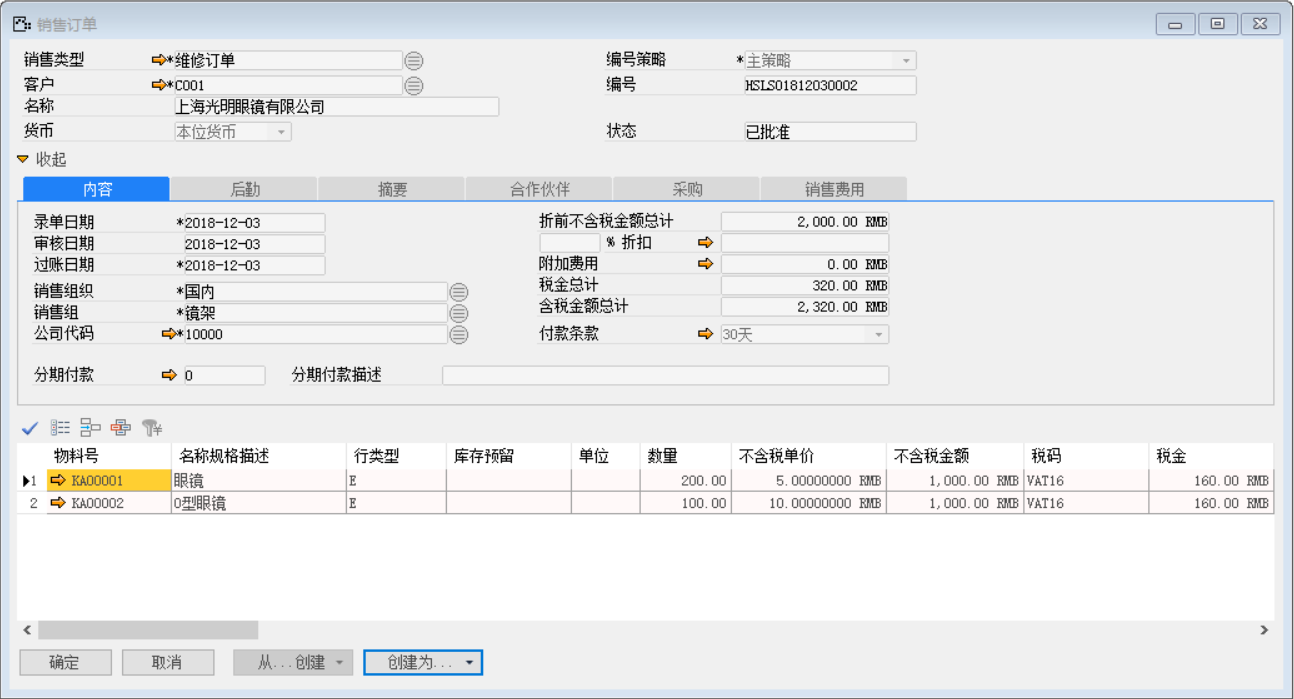 销售订单
销售类型 *维修订单 编号策略 *主策略
客户 *C001 编号 HSLS01812030002
名称 上海光明眼镜有限公司
货币 本位货币 状态 已批准
收起
内容 后勤 摘要 合作伙伴 采购 销售费用
录单日期 *2018-12-03 折前不含税金额总计 2,000.00 RMB
审核日期 2018-12-03 % 折扣
过账日期 *2018-12-03 附加费用 0.00 RMB
销售组织 *国内 税金总计 320.00 RMB
销售组 *镜架 含税金额总计 2,320.00 RMB
公司代码 *10000 付款条款 30天
分期付款 0 分期付款描述
物料号 名称规格描述 行类型 库存预留 单位 数量 不含税单价 不含税金额 税码 税金
1 KA00001 眼镜 E 200.00 5.00000000 RMB 1,000.00 RMB VAT16 160.00 RMB
2 KA00002 O型眼镜 E 100.00 10.00000000 RMB 1,000.00 RMB VAT16 160.00 RMB
确定 取消 从...创建 创建为...